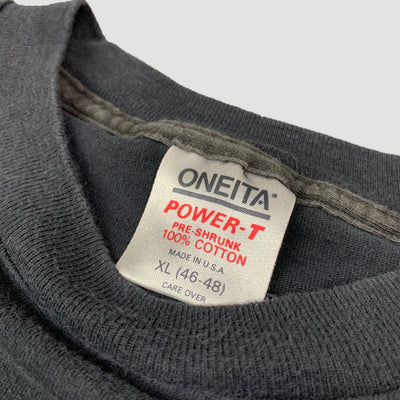 ONEITA®
POWER-T
PRE-SHRUNK
100% COTTON
MADE IN U.S.A.
XL (46-48)
CARE OVER